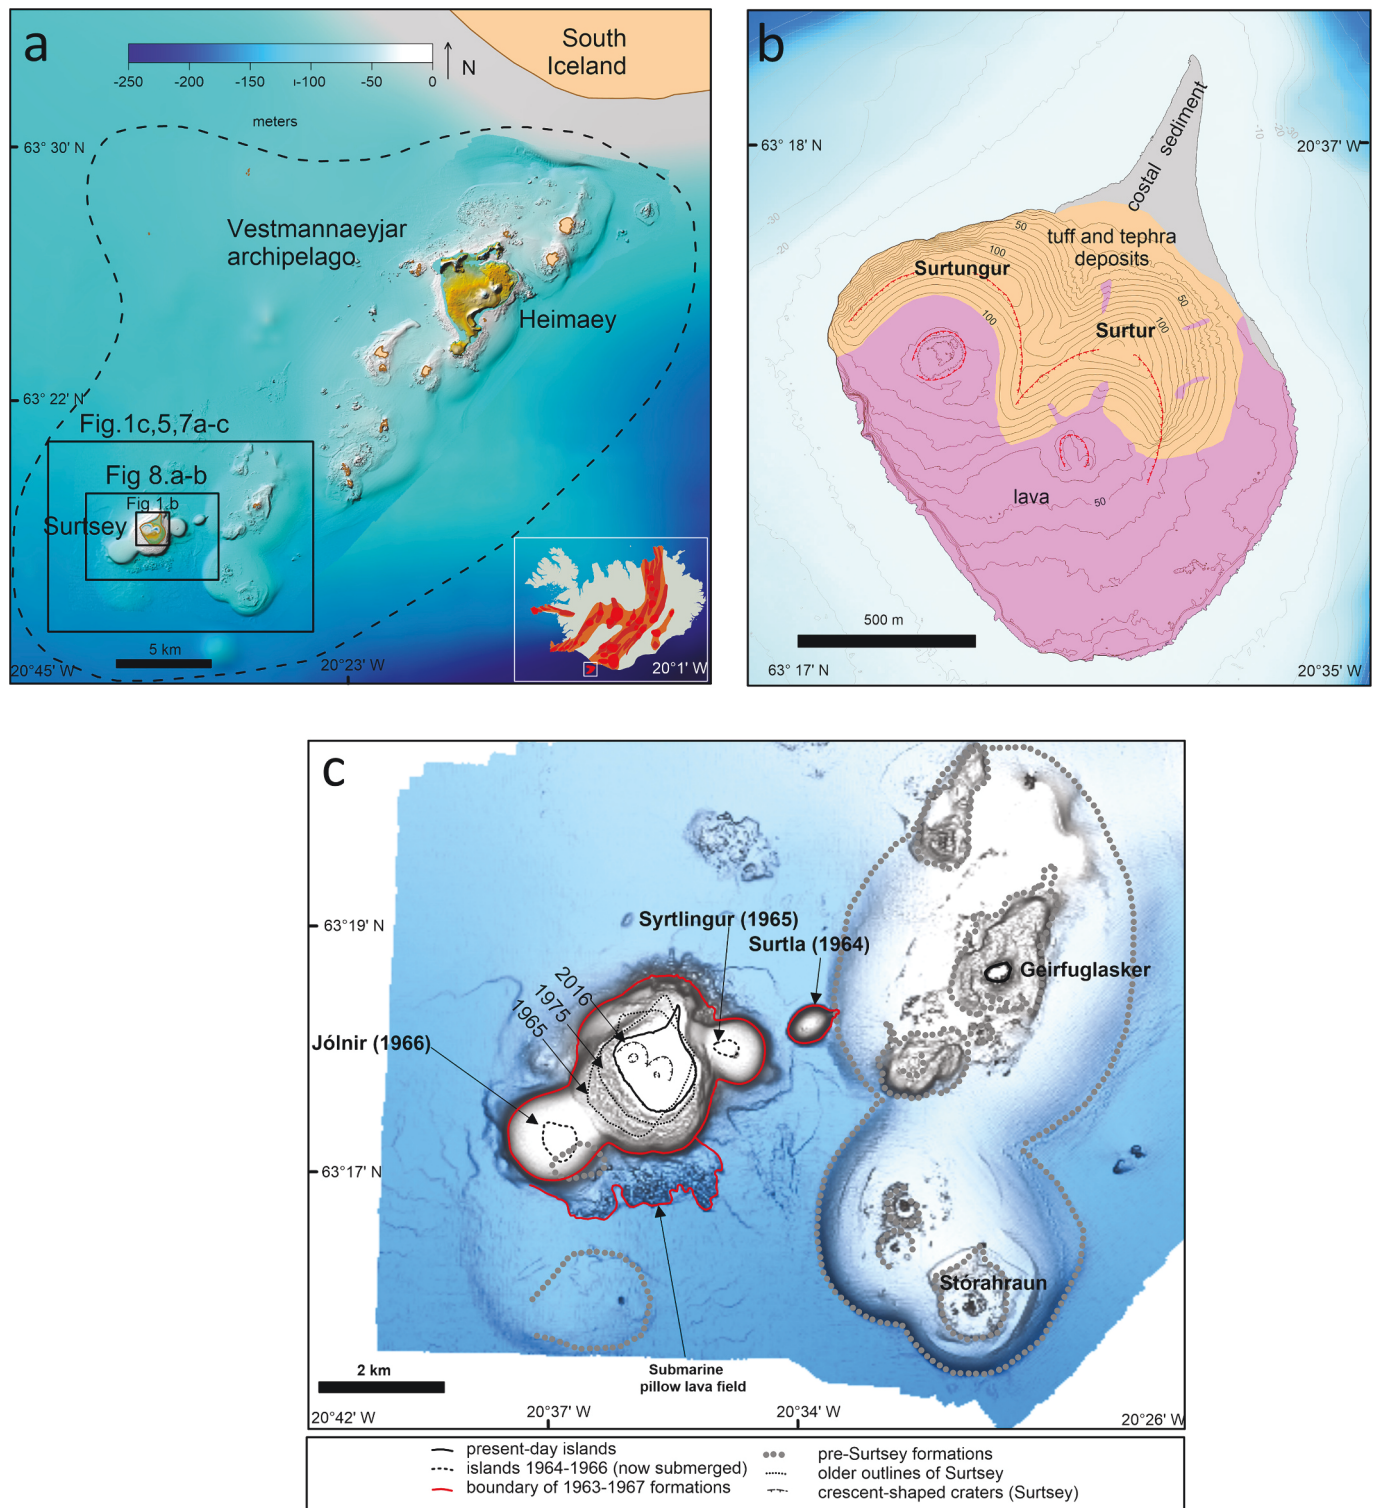 a
South
Iceland
N
-250 -200 -150 -100 -50 0
meters
63° 30' N
Vestmannaeyjar
archipelago
Heimaey
63° 22' N
Fig.1c,5,7a-c
Fig 8.a-b
Fig 1.b
Surtsey
5 km
20°45' W
20°23' W
20°1' W
b
63° 18' N
20°37' W
costal sediment
-10
-20
-30
-30
-20
50
100
tuff and tephra
deposits
Surtungur
50
100
100
Surtur
lava
50
500 m
63° 17' N
20°35' W
c
63°19' N
Syrtlingur (1965)
Surtla (1964)
Geirfuglasker
2016
1975
1965
Jólnir (1966)
63°17' N
Stórahraun
Submarine
pillow lava field
2 km
20°42' W
20°37' W
20°34' W
20°26' W
present-day islands
islands 1964-1966 (now submerged)
boundary of 1963-1967 formations
pre-Surtsey formations
older outlines of Surtsey
crescent-shaped craters (Surtsey)